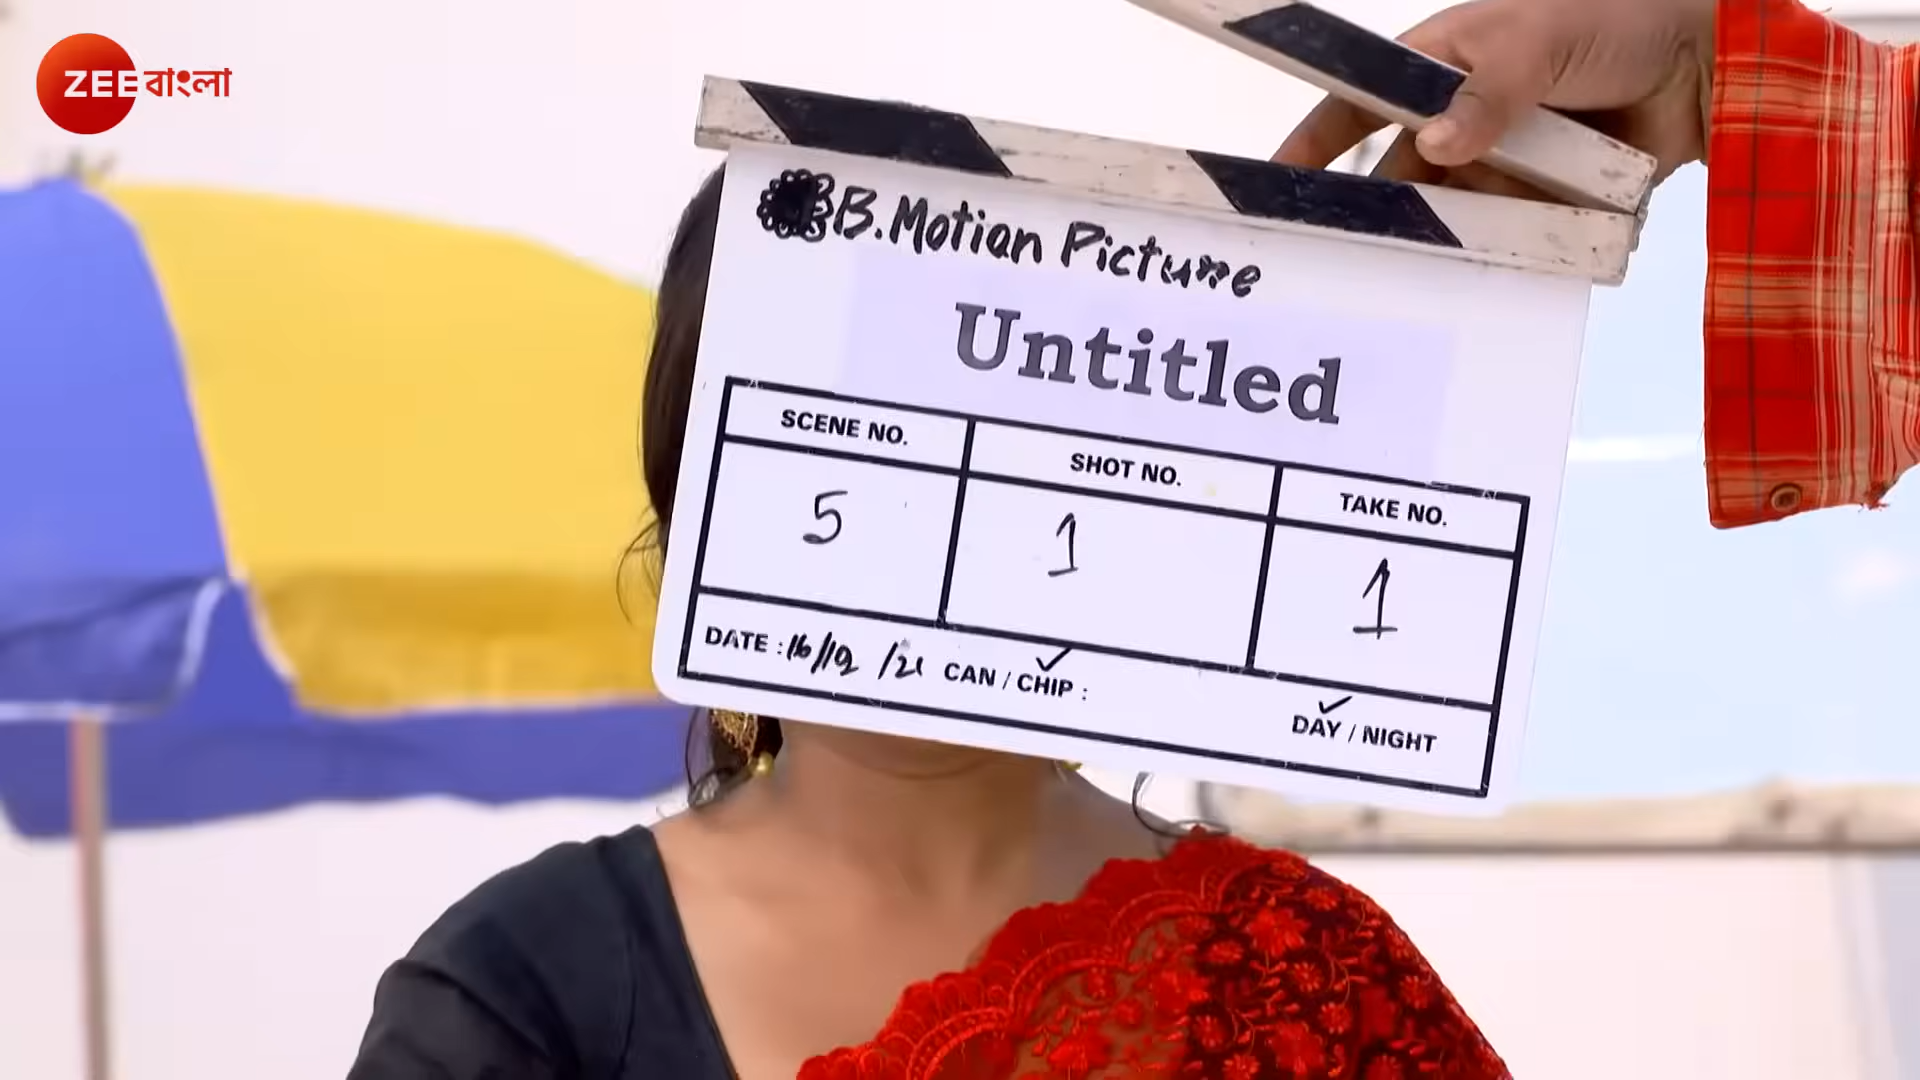 ZEE বাংলা
B. Motion Picture
Untitled
SCENE NO. SHOT NO. TAKE NO.
5 1 1
DATE : 16/12 /21 CAN / CHIP :
DAY / NIGHT